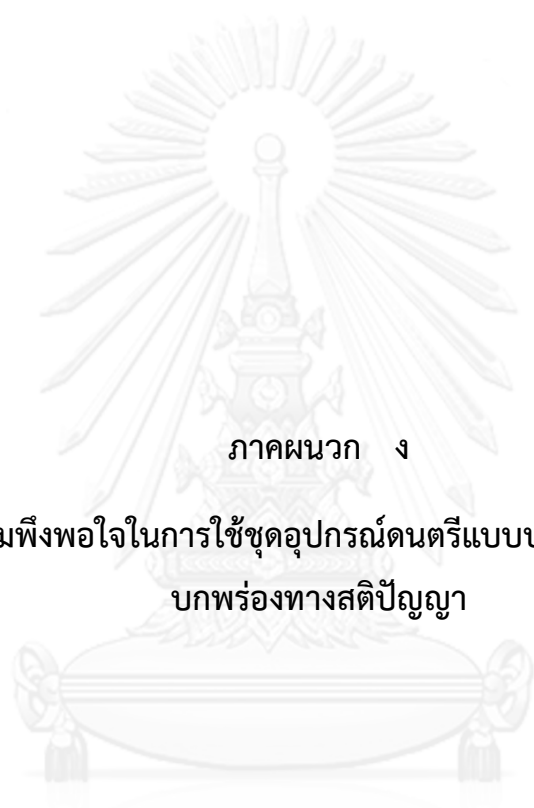 ภาคผนวก ง
มพึงพอใจในการใช้ชุดอุปกรณ์ดนตรีแบบ
บกพร่องทางสติปัญญา